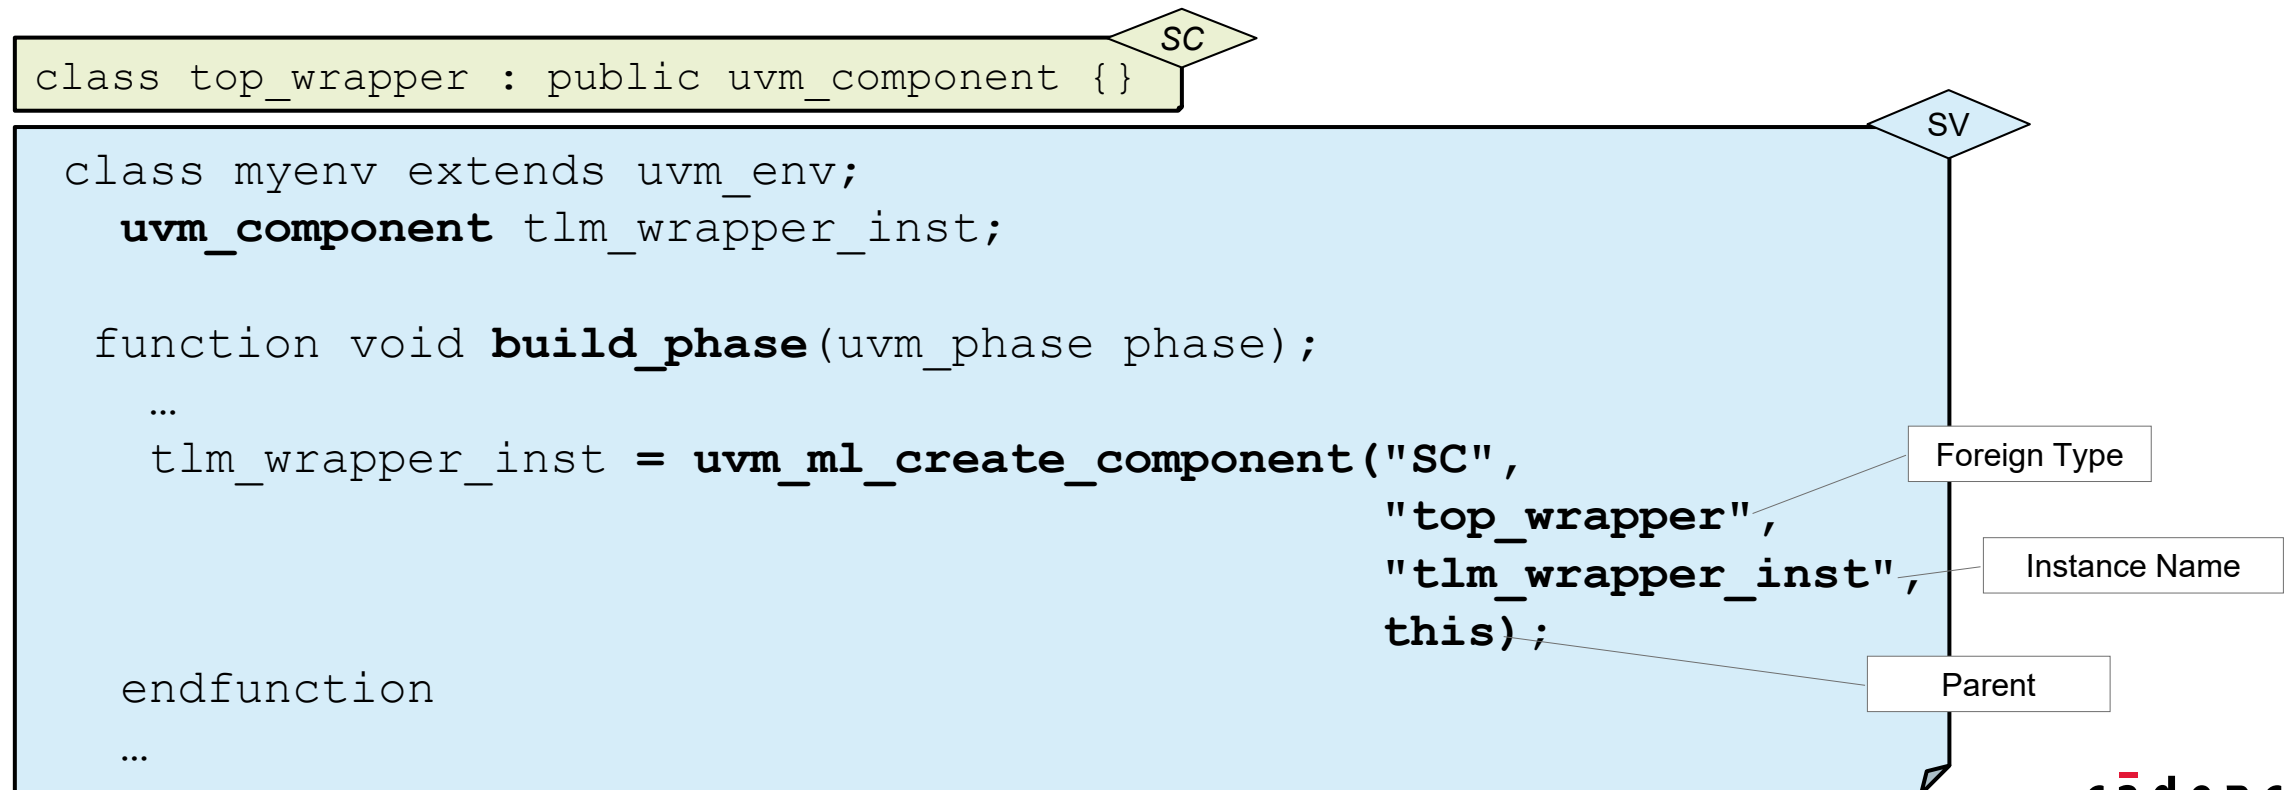 SC
class top_wrapper : public uvm_component {}
SV
class myenv extends uvm_env;
uvm_component tlm_wrapper_inst;
function void build_phase(uvm_phase phase);
…
tlm_wrapper_inst = uvm_ml_create_component("SC",
Foreign Type
"top_wrapper",
"tlm_wrapper_inst",
Instance Name
this);
Parent
endfunction
…